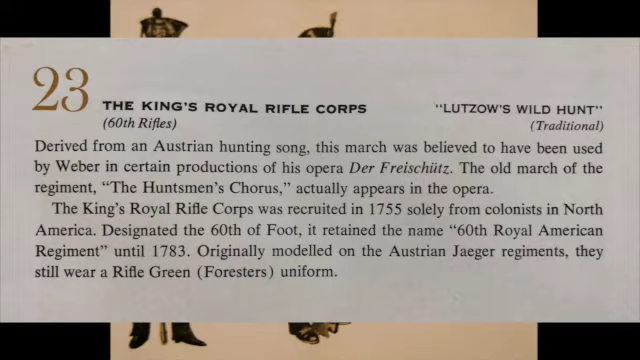 23
THE KING'S ROYAL RIFLE CORPS "LUTZOW'S WILD HUNT"
(60th Rifles) (Traditional)
Derived from an Austrian hunting song, this march was believed to have been used
by Weber in certain productions of his opera Der Freischütz. The old march of the
regiment, "The Huntsmen's Chorus," actually appears in the opera.
The King's Royal Rifle Corps was recruited in 1755 solely from colonists in North
America. Designated the 60th of Foot, it retained the name "60th Royal American
Regiment" until 1783. Originally modelled on the Austrian Jaeger regiments, they
still wear a Rifle Green (Foresters) uniform.